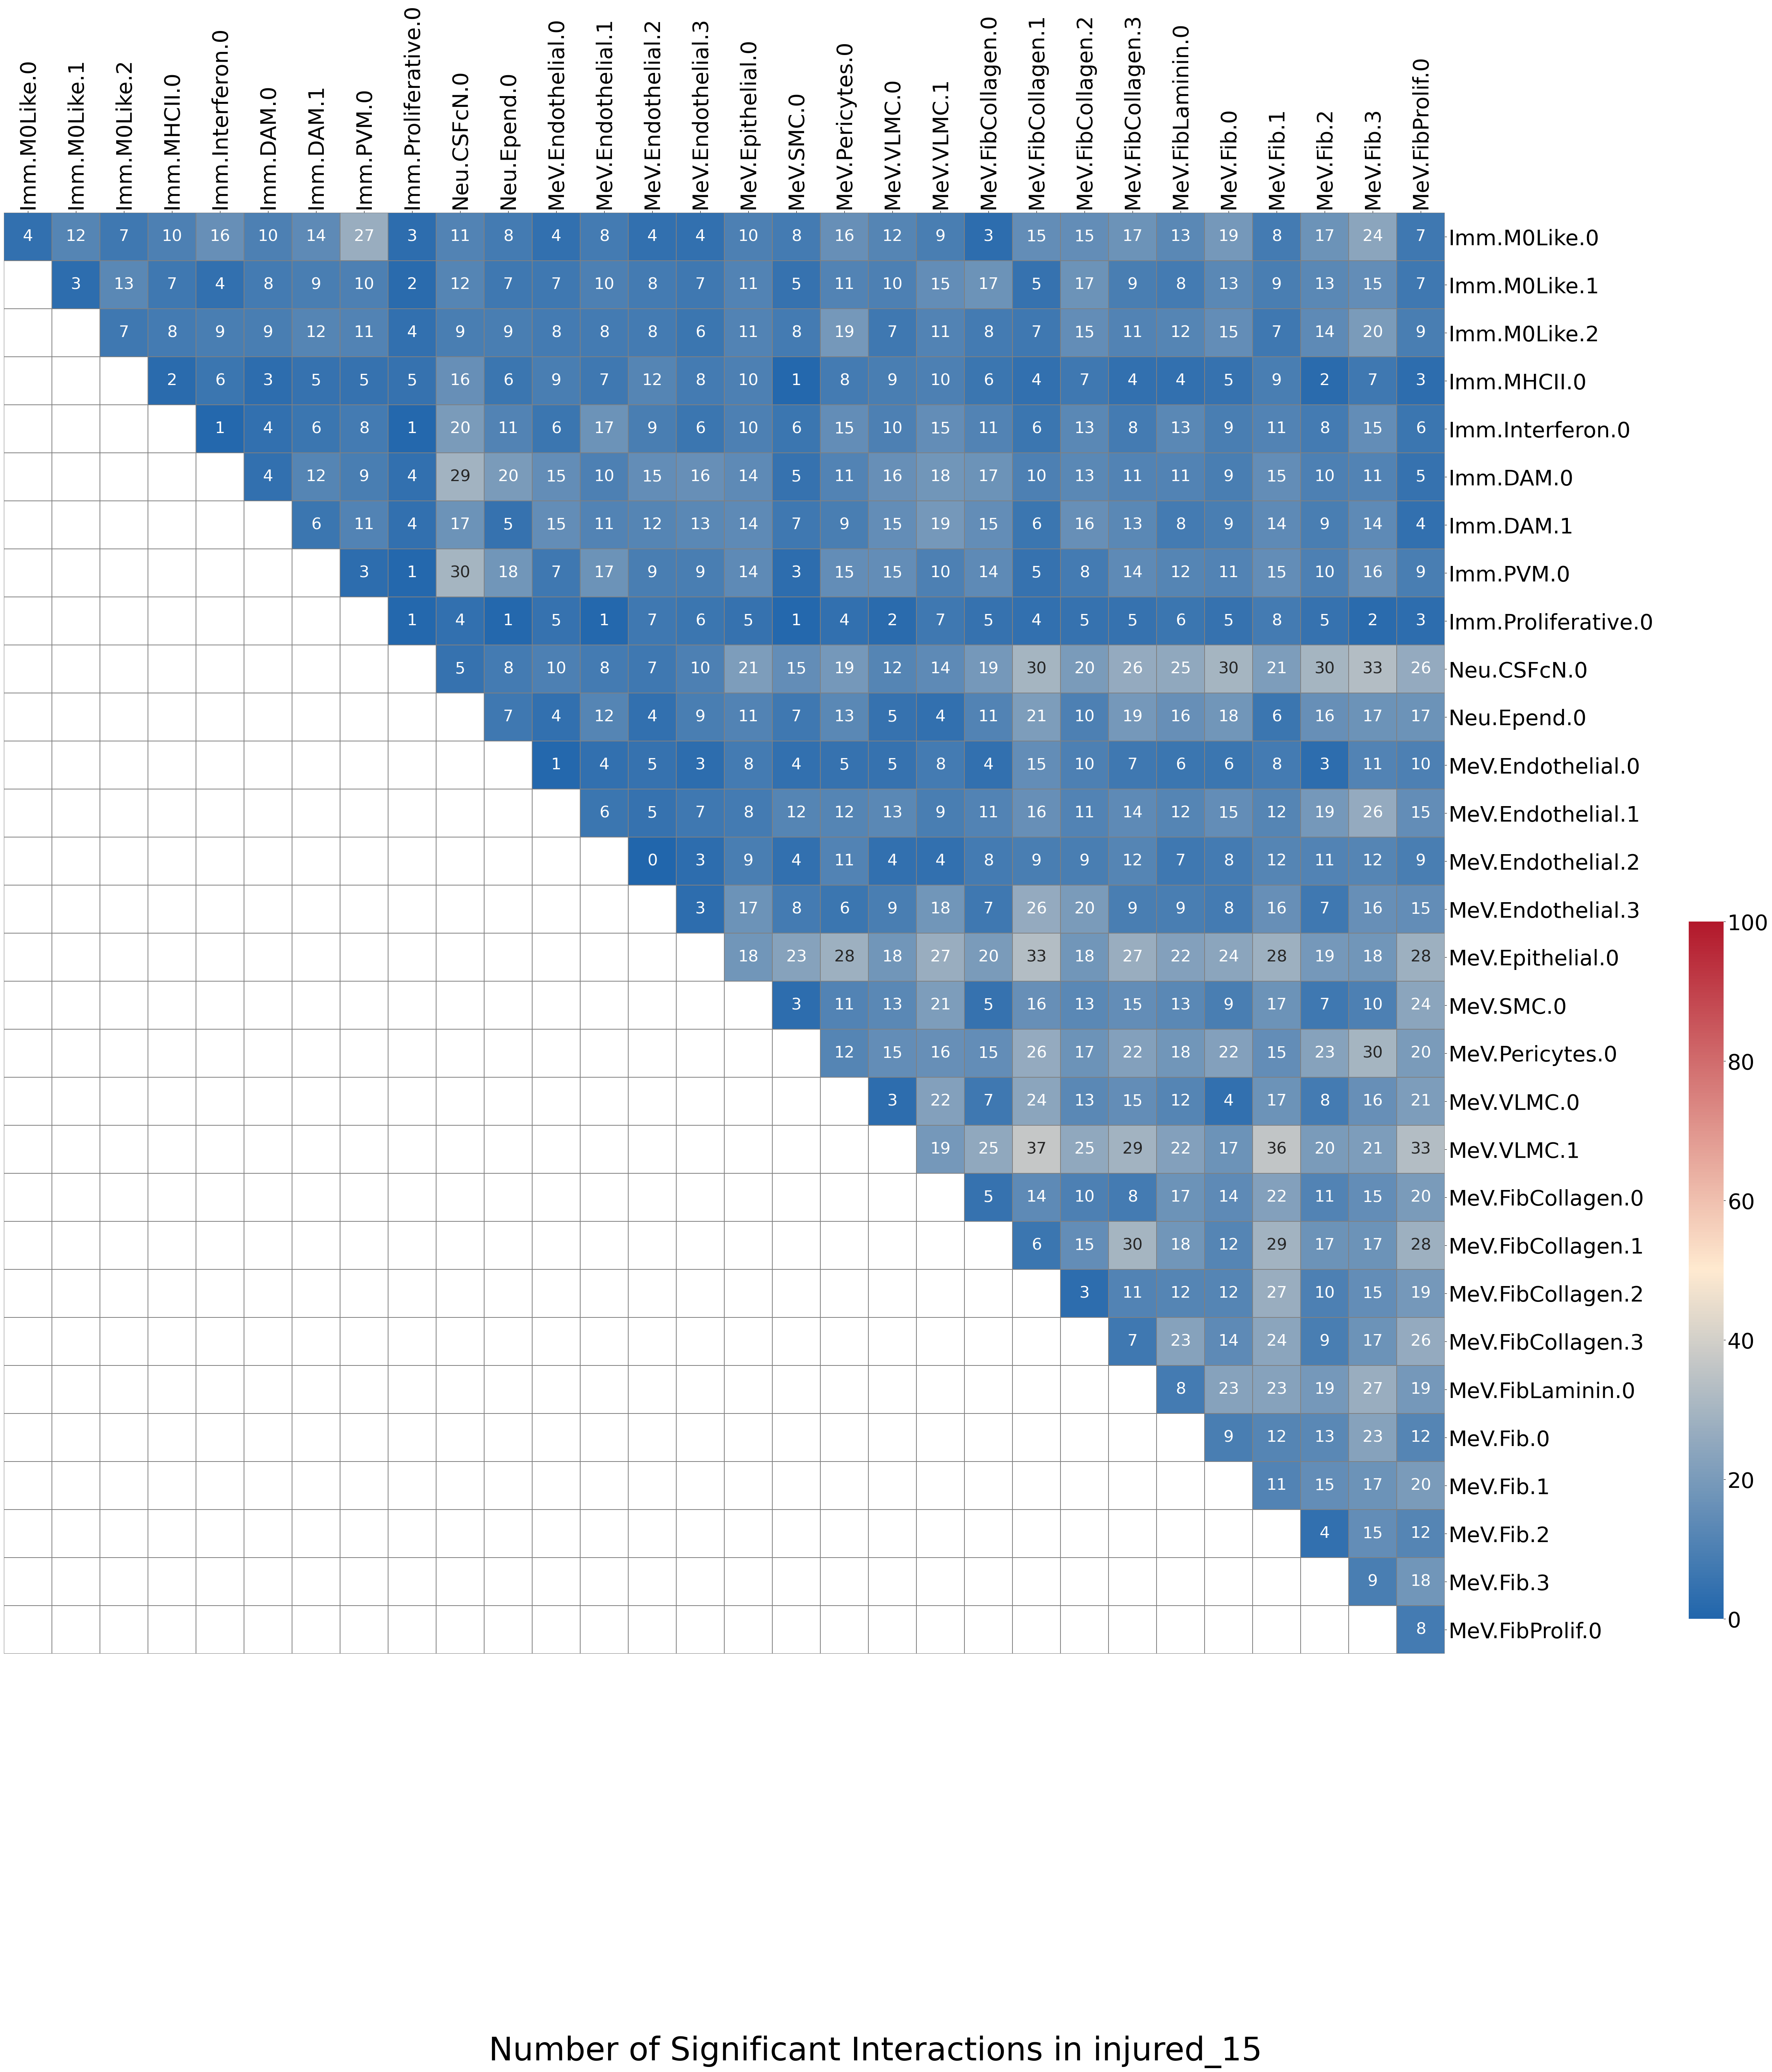 Imm.M0Like.0 Imm.M0Like.1 Imm.M0Like.2 Imm.MHCII.0 Imm.Interferon.0 Imm.DAM.0 Imm.DAM.1 Imm.PVM.0 Imm.Proliferative.0 Neu.CSFcN.0 Neu.Epend.0 MeV.Endothelial.0 MeV.Endothelial.1 MeV.Endothelial.2 MeV.Endothelial.3 MeV.Epithelial.0 MeV.SMC.0 MeV.Pericytes.0 MeV.VLMC.0 MeV.VLMC.1 MeV.FibCollagen.0 MeV.FibCollagen.1 MeV.FibCollagen.2 MeV.FibCollagen.3 MeV.FibLaminin.0 MeV.Fib.0 MeV.Fib.1 MeV.Fib.2 MeV.Fib.3 MeV.FibProlif.0
4 12 7 10 16 10 14 27 3 11 8 4 8 4 4 10 8 16 12 9 3 15 15 17 13 19 8 17 24 7 Imm.M0Like.0
3 13 7 4 8 9 10 2 12 7 7 10 8 7 11 5 11 10 15 17 5 17 9 8 13 9 13 15 7 Imm.M0Like.1
7 8 9 9 12 11 4 9 9 8 8 8 6 11 8 19 7 11 8 7 15 11 12 15 7 14 20 9 Imm.M0Like.2
2 6 3 5 5 5 16 6 9 7 12 8 10 1 8 9 10 6 4 7 4 4 5 9 2 7 3 Imm.MHCII.0
1 4 6 8 1 20 11 6 17 9 6 10 6 15 10 15 11 6 13 8 13 9 11 8 15 6 Imm.Interferon.0
4 12 9 4 29 20 15 10 15 16 14 5 11 16 18 17 10 13 11 11 9 15 10 11 5 Imm.DAM.0
6 11 4 17 5 15 11 12 13 14 7 9 15 19 15 6 16 13 8 9 14 9 14 4 Imm.DAM.1
3 1 30 18 7 17 9 9 14 3 15 15 10 14 5 8 14 12 11 15 10 16 9 Imm.PVM.0
1 4 1 5 1 7 6 5 1 4 2 7 5 4 5 5 6 5 8 5 2 3 Imm.Proliferative.0
5 8 10 8 7 10 21 15 19 12 14 19 30 20 26 25 30 21 30 33 26 Neu.CSFcN.0
7 4 12 4 9 11 7 13 5 4 11 21 10 19 16 18 6 16 17 17 Neu.Epend.0
1 4 5 3 8 4 5 5 8 4 15 10 7 6 6 8 3 11 10 MeV.Endothelial.0
6 5 7 8 12 12 13 9 11 16 11 14 12 15 12 19 26 15 MeV.Endothelial.1
0 3 9 4 11 4 4 8 9 9 12 7 8 12 11 12 9 MeV.Endothelial.2
3 17 8 6 9 18 7 26 20 9 9 8 16 7 16 15 MeV.Endothelial.3
18 23 28 18 27 20 33 18 27 22 24 28 19 18 28 MeV.Epithelial.0
3 11 13 21 5 16 13 15 13 9 17 7 10 24 MeV.SMC.0
12 15 16 15 26 17 22 18 22 15 23 30 20 MeV.Pericytes.0
3 22 7 24 13 15 12 4 17 8 16 21 MeV.VLMC.0
19 25 37 25 29 22 17 36 20 21 33 MeV.VLMC.1
5 14 10 8 17 14 22 11 15 20 MeV.FibCollagen.0
6 15 30 18 12 29 17 17 28 MeV.FibCollagen.1
3 11 12 12 27 10 15 19 MeV.FibCollagen.2
7 23 14 24 9 17 26 MeV.FibCollagen.3
8 23 23 19 27 19 MeV.FibLaminin.0
9 12 13 23 12 MeV.Fib.0
11 15 17 20 MeV.Fib.1
4 15 12 MeV.Fib.2
9 18 MeV.Fib.3
8 MeV.FibProlif.0
100
80
60
40
20
0
Number of Significant Interactions in injured_15